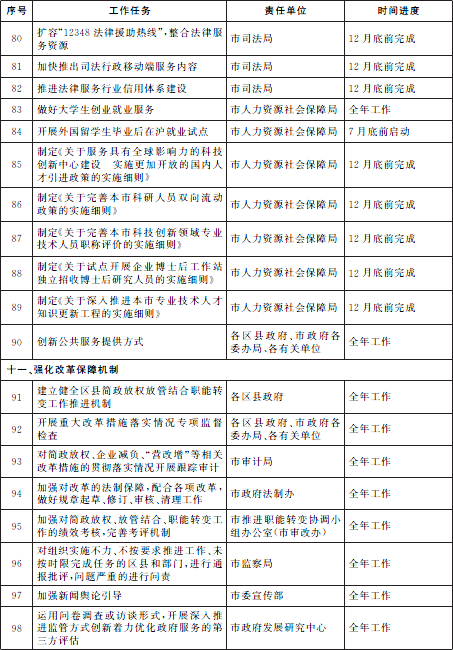 序号 工作任务 责任单位 时间进度
80 扩容“12348法律援助热线”,整合法律服务资源 市司法局 12月底前完成
81 加快推出司法行政移动端服务内容 市司法局 12月底前完成
82 推进法律服务行业信用体系建设 市司法局 12月底前完成
83 做好大学生创业就业服务 市人力资源社会保障局 全年工作
84 开展外国留学生毕业后在沪就业试点 市人力资源社会保障局 7月底前启动
85 制定《关于服务具有全球影响力的科技创新中心建设 实施更加开放的国内人才引进政策的实施细则》 市人力资源社会保障局 12月底前完成
86 制定《关于完善本市科研人员双向流动政策的实施细则》 市人力资源社会保障局 12月底前完成
87 制定《关于完善本市科技创新领域专业技术人员职称评价的实施细则》 市人力资源社会保障局 12月底前完成
88 制定《关于试点开展企业博士后工作站独立招收博士后研究人员的实施细则》 市人力资源社会保障局 12月底前完成
89 制定《关于深入推进本市专业技术人才知识更新工程的实施细则》 市人力资源社会保障局 12月底前完成
90 创新公共服务提供方式 各区县政府、市政府各委办局、各有关单位 全年工作
十一、强化改革保障机制
91 建立健全区县简政放权放管结合职能转变工作推进机制 各区县政府 全年工作
92 开展重大改革措施落实情况专项监督检查 各区县政府、市政府各委办局、各有关单位 全年工作
93 对简政放权、企业减负、“营改增”等相关改革措施的贯彻落实情况开展跟踪审计 市审计局 全年工作
94 加强对改革的法制保障,配合各项改革,做好规章起草、修订、审核、清理工作 市政府法制办 全年工作
95 加强对简政放权、放管结合、职能转变工作的绩效考核,完善考评机制 市推进职能转变协调小组办公室(市审改办) 全年工作
96 对组织实施不力、不按要求推进工作、未按时限完成任务的区县和部门,进行通报批评,问题严重的进行问责 市监察局 全年工作
97 加强新闻舆论引导 市委宣传部 全年工作
98 运用问卷调查或访谈形式,开展深入推进监管方式创新着力优化政府服务的第三方评估 市政府发展研究中心 全年工作